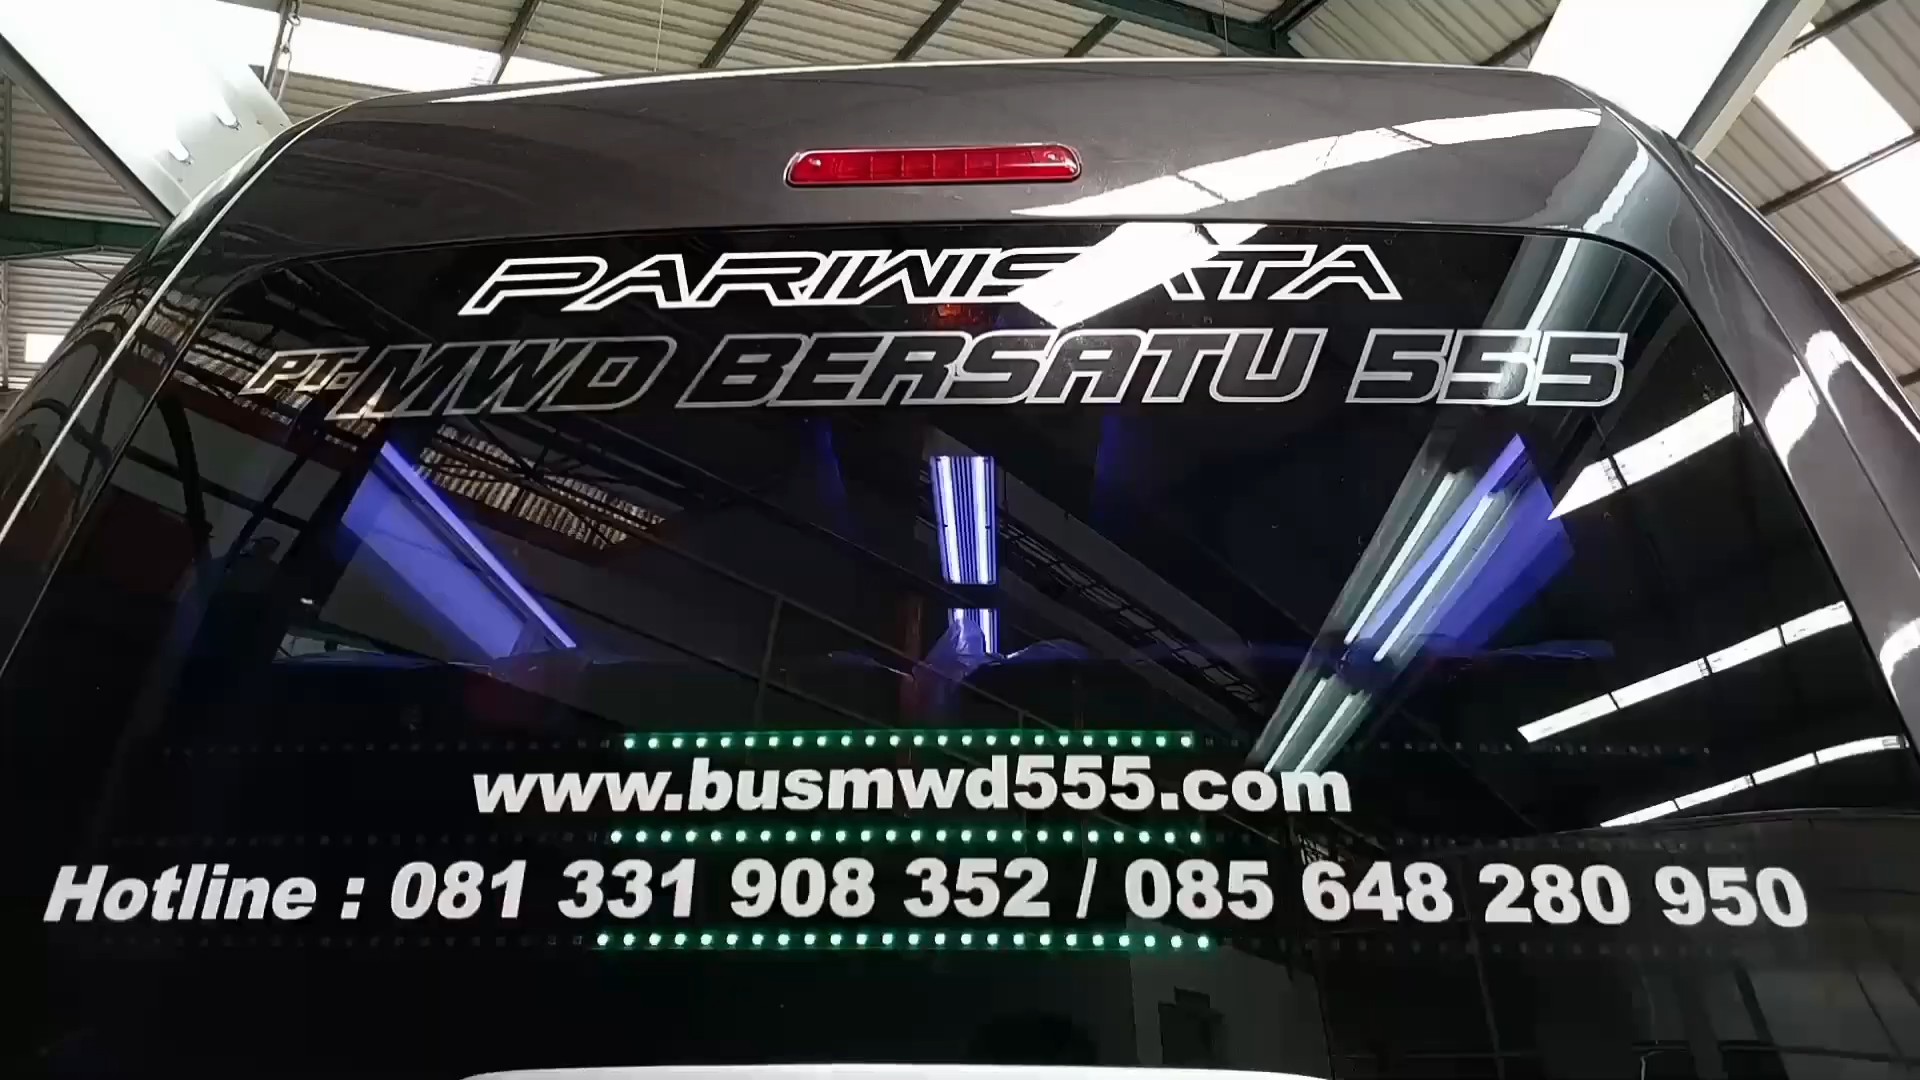 PARIWISATA
PT. MWD BERSATU 555
www.busmwd555.com
Hotline : 081 331 908 352 / 085 648 280 950